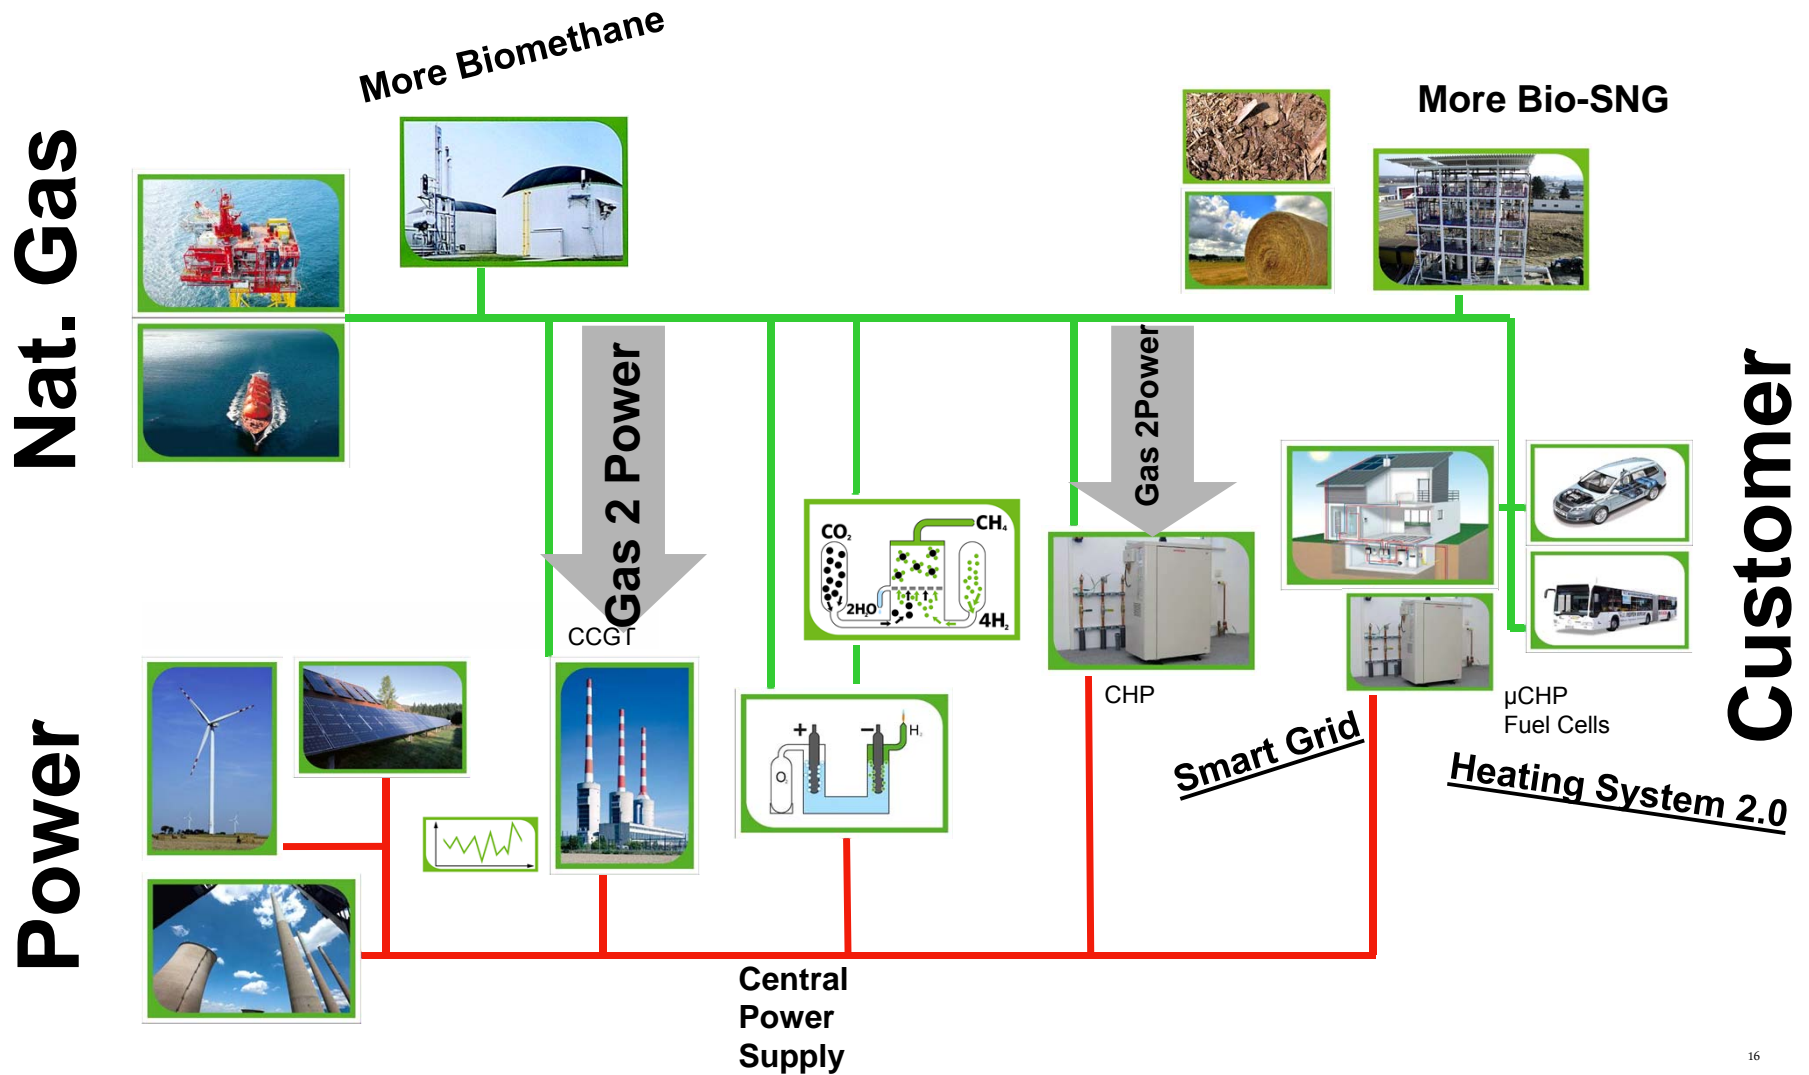 More Biomethane
More Bio-SNG
Nat. Gas
Gas 2 Power
Gas 2Power
Customer
CO2
CH4
2H2O
4H2
CCGT
CHP
µCHP
Fuel Cells
+
−
H2
O2
Smart Grid
Heating System 2.0
Power
Central
Power
Supply
16